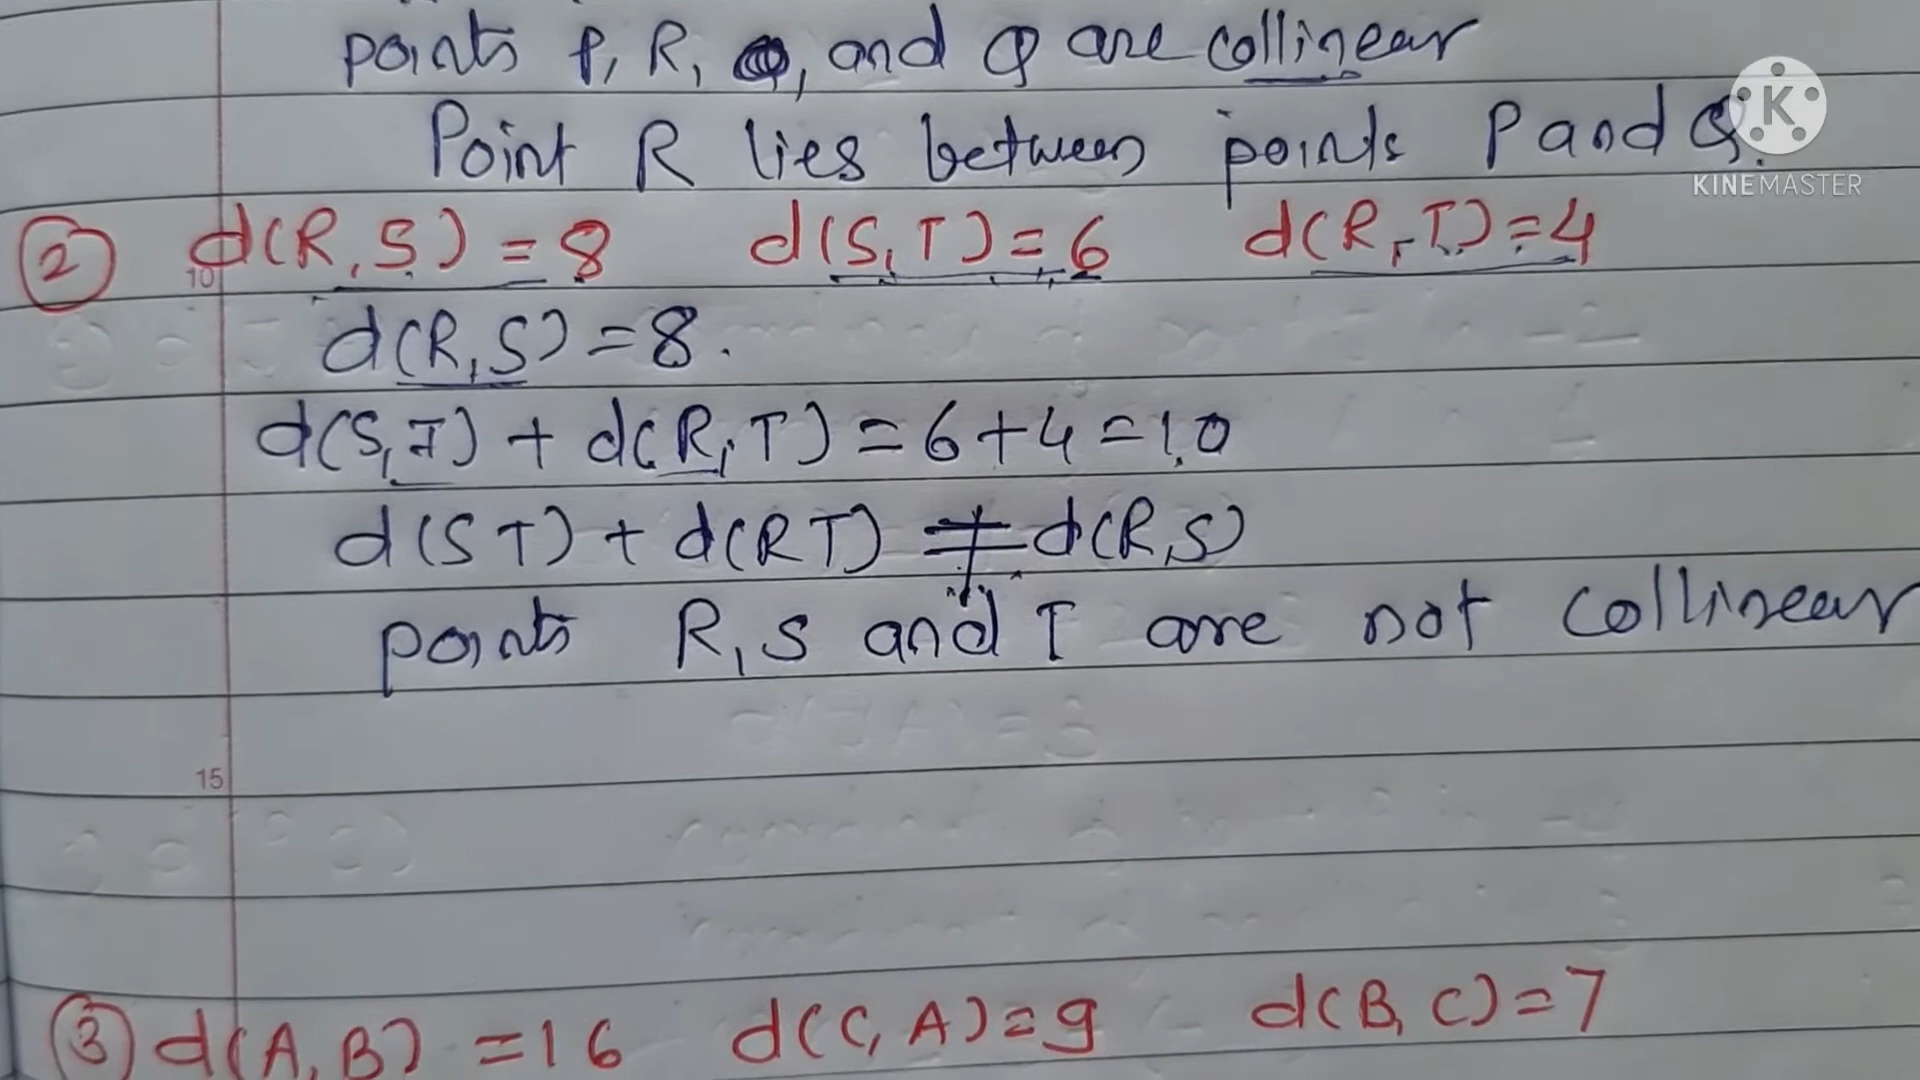 points P, R, and Q are collinear
Point R lies between points P and Q.
K
KINEMASTER
② d(R,S) = 8 d(S,T) = 6 d(R,T) = 4
10
d(R,S) = 8.
d(S,T) + d(R,T) = 6+4 = 10
d(ST) + d(RT) ≠ d(R,S)
points R,S and T are not collinear
15
③ d(A,B) = 16 d(C,A) = 9 d(B,C) = 7